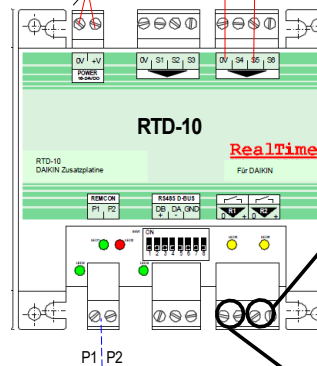 0V +V
POWER
0V S1 S2 S3
0V S4 S5 S6
RTD-10
RealTime
RTD-10
DAIKIN Zusatzplatine
Für DAIKIN
REMCON
P1 P2
RS485 D-BUS
DB DA GND
+ -
R1
R2
ON
1 2 3 4 5 6 7 8
P1 P2